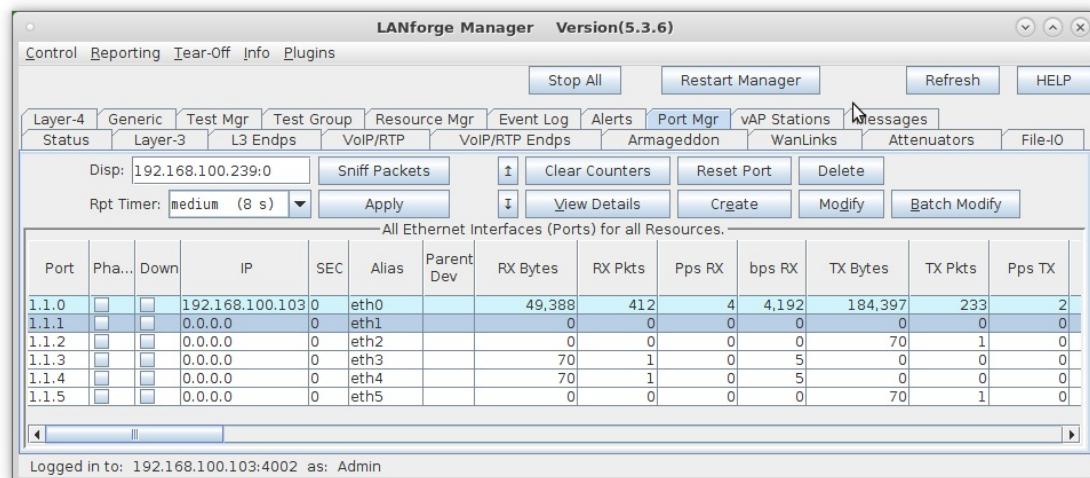 LANforge Manager Version(5.3.6)
Control Reporting Tear-Off Info Plugins
Stop All Restart Manager Refresh HELP
Layer-4 Generic Test Mgr Test Group Resource Mgr Event Log Alerts Port Mgr vAP Stations Messages
Status Layer-3 L3 Endps VoIP/RTP VoIP/RTP Endps Armageddon WanLinks Attenuators File-IO
Disp: 192.168.100.239:0 Sniff Packets Clear Counters Reset Port Delete
Rpt Timer: medium (8 s) Apply View Details Create Modify Batch Modify
All Ethernet Interfaces (Ports) for all Resources.
Port Pha... Down IP SEC Alias Parent Dev RX Bytes RX Pkts Pps RX bps RX TX Bytes TX Pkts Pps TX
1.1.0 192.168.100.103 0 eth0 49,388 412 4 4,192 184,397 233 2
1.1.1 0.0.0.0 0 eth1 0 0 0 0 0 0 0
1.1.2 0.0.0.0 0 eth2 0 0 0 0 70 1 0
1.1.3 0.0.0.0 0 eth3 70 1 0 5 0 0 0
1.1.4 0.0.0.0 0 eth4 70 1 0 5 0 0 0
1.1.5 0.0.0.0 0 eth5 0 0 0 0 70 1 0
Logged in to: 192.168.100.103:4002 as: Admin